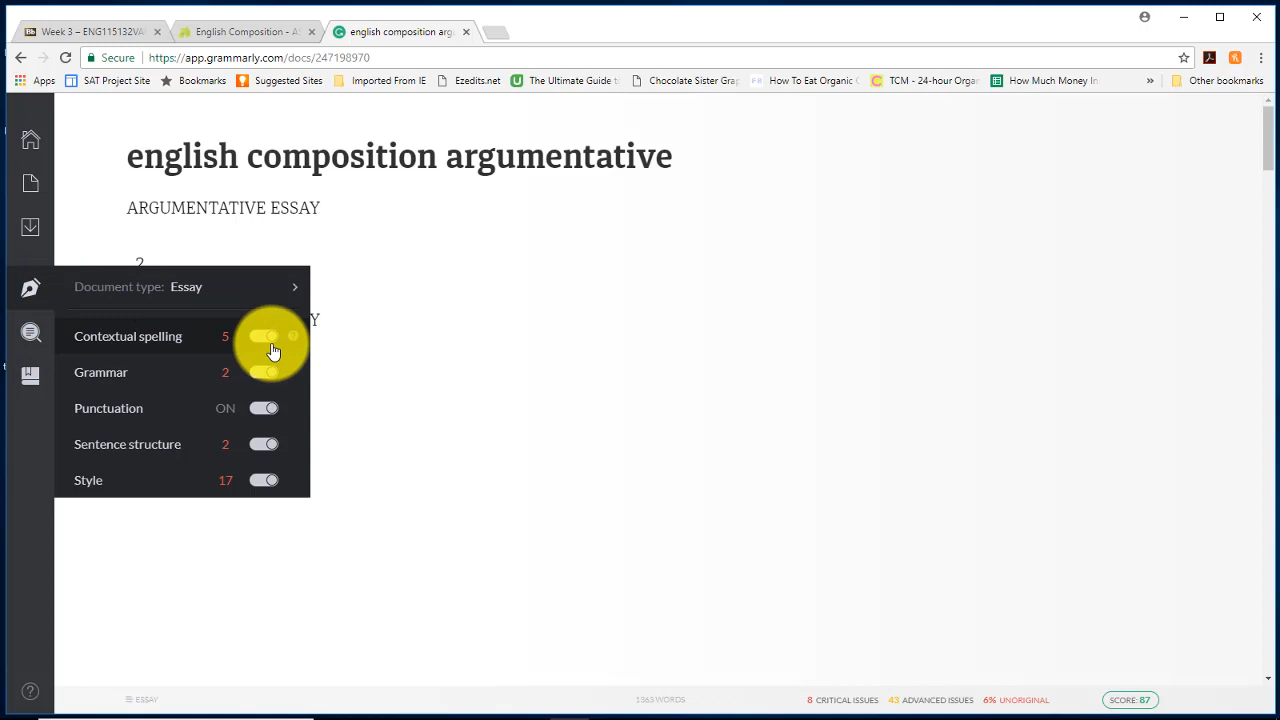 Week 3 – ENG115132VA
English Composition - A
english composition arg
Secure
https://app.grammarly.com/docs/247198970
Apps
SAT Project Site
Bookmarks
Suggested Sites
Imported From IE
Ezedits.net
The Ultimate Guide to
Chocolate Sisters
How To Eat Organic
TCM - 24-hour Orga
How Much Money In
»
Other bookmarks
english composition argumentative
ARGUMENTATIVE ESSAY
2
Y
Document type: Essay
Contextual spelling 5
Grammar 2
Punctuation ON
Sentence structure 2
Style 17
ESSAY
1363 WORDS
8 CRITICAL ISSUES
43 ADVANCED ISSUES
6% UNORIGINAL
SCORE: 87